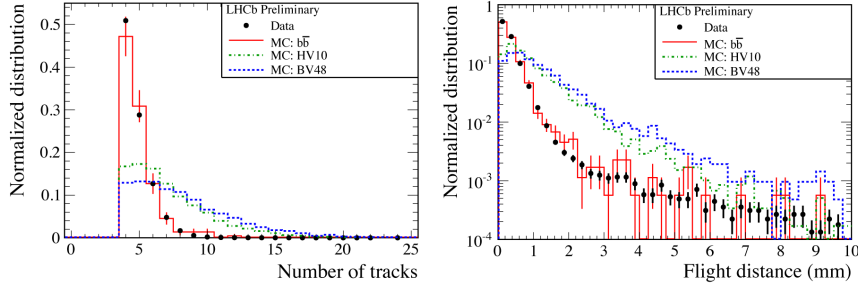 LHCb Preliminary
Data
MC: bb̅
MC: HV10
MC: BV48
Normalized distribution
0.5
0.4
0.3
0.2
0.1
0
0 5 10 15 20 25
Number of tracks
LHCb Preliminary
Data
MC: bb̅
MC: HV10
MC: BV48
Normalized distribution
1
10⁻¹
10⁻²
10⁻³
10⁻⁴
0 1 2 3 4 5 6 7 8 9 10
Flight distance (mm)